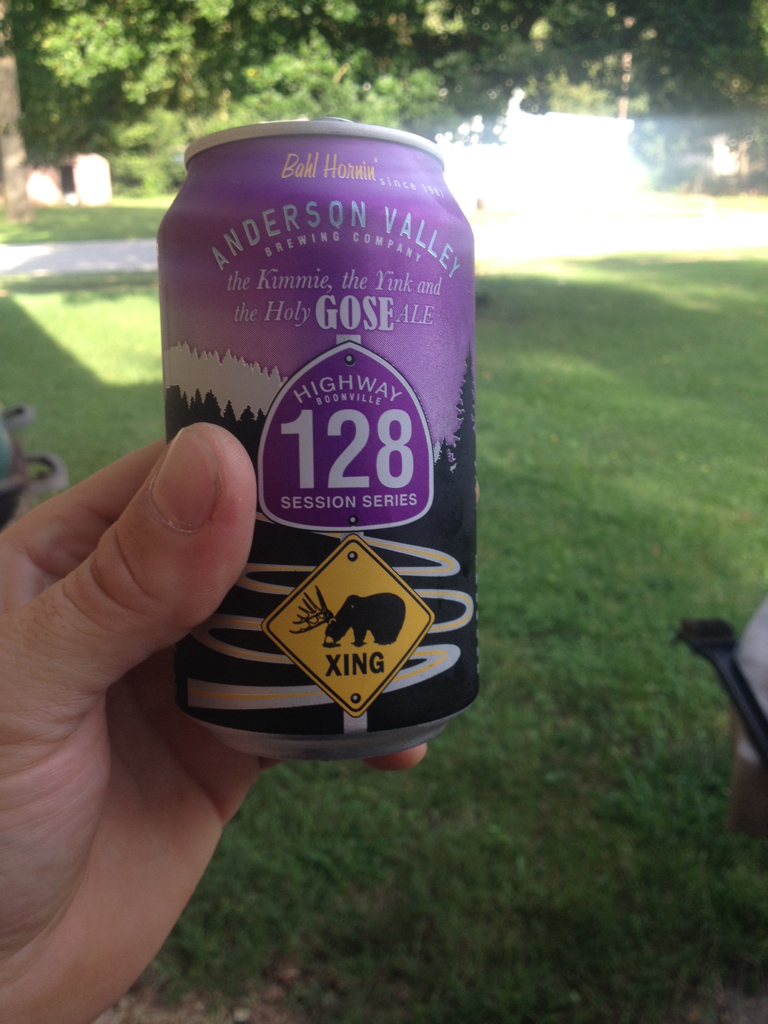 Bahl Hornin'
since 1987
ANDERSON VALLEY
BREWING COMPANY
the Kimmie, the Yink and
the Holy GOSE ALE
HIGHWAY
BOONVILLE
128
SESSION SERIES
XING